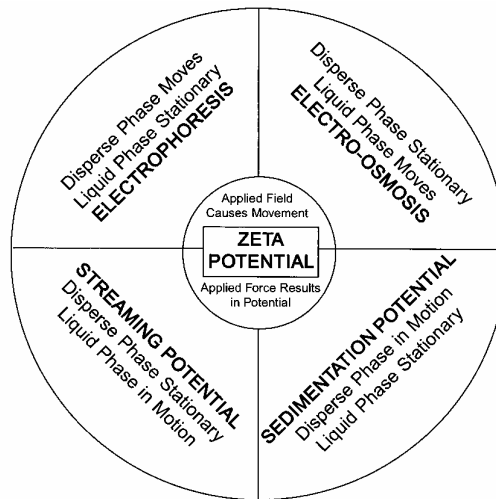 Disperse Phase Moves
Liquid Phase Stationary
ELECTROPHORESIS
Disperse Phase Stationary
Liquid Phase Moves
ELECTRO-OSMOSIS
Applied Field
Causes Movement
ZETA
POTENTIAL
Applied Force Results
in Potential
STREAMING POTENTIAL
Disperse Phase Stationary
Liquid Phase in Motion
SEDIMENTATION POTENTIAL
Disperse Phase in Motion
Liquid Phase Stationary